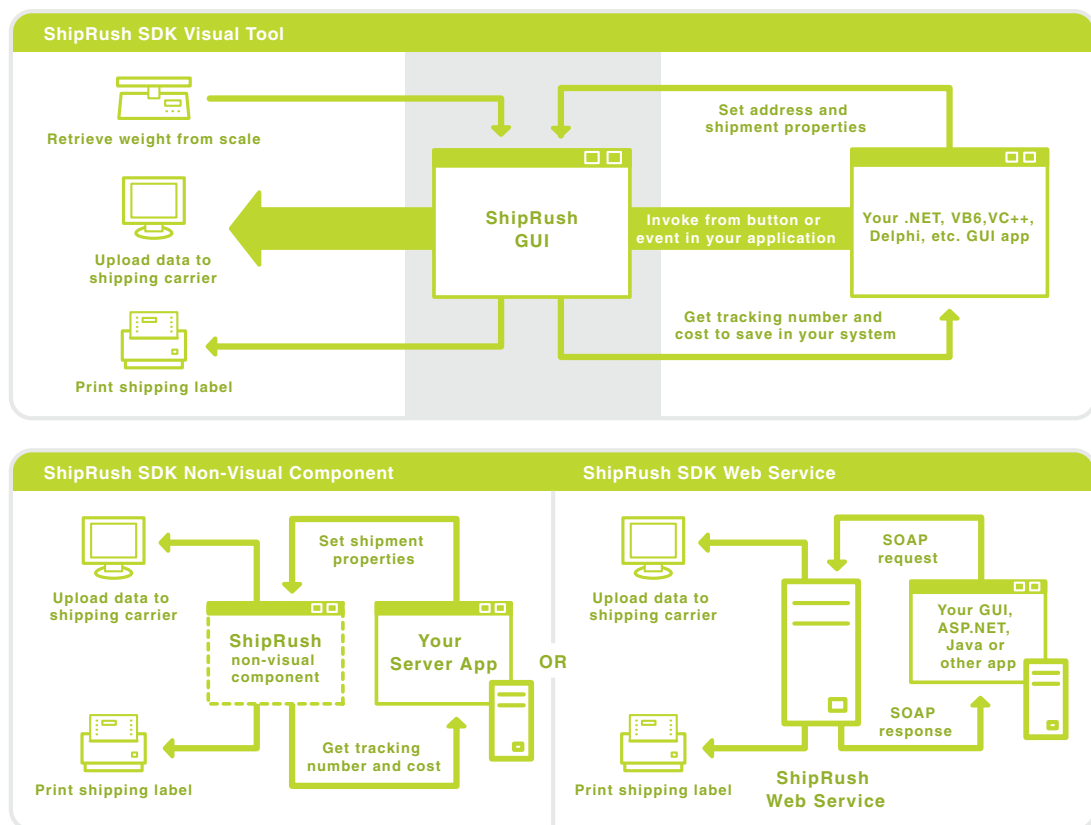 ShipRush SDK Visual Tool
Retrieve weight from scale
Set address and
shipment properties
ShipRush
GUI
Invoke from button or
event in your application
Your .NET, VB6,VC++,
Delphi, etc. GUI app
Upload data to
shipping carrier
Get tracking number and
cost to save in your system
Print shipping label
ShipRush SDK Non-Visual Component
Set shipment
properties
Upload data to
shipping carrier
ShipRush
non-visual
component
Your
Server App
Get tracking
number and cost
Print shipping label
OR
ShipRush SDK Web Service
SOAP
request
Upload data to
shipping carrier
Your GUI,
ASP.NET,
Java or
other app
SOAP
response
Print shipping label
ShipRush
Web Service